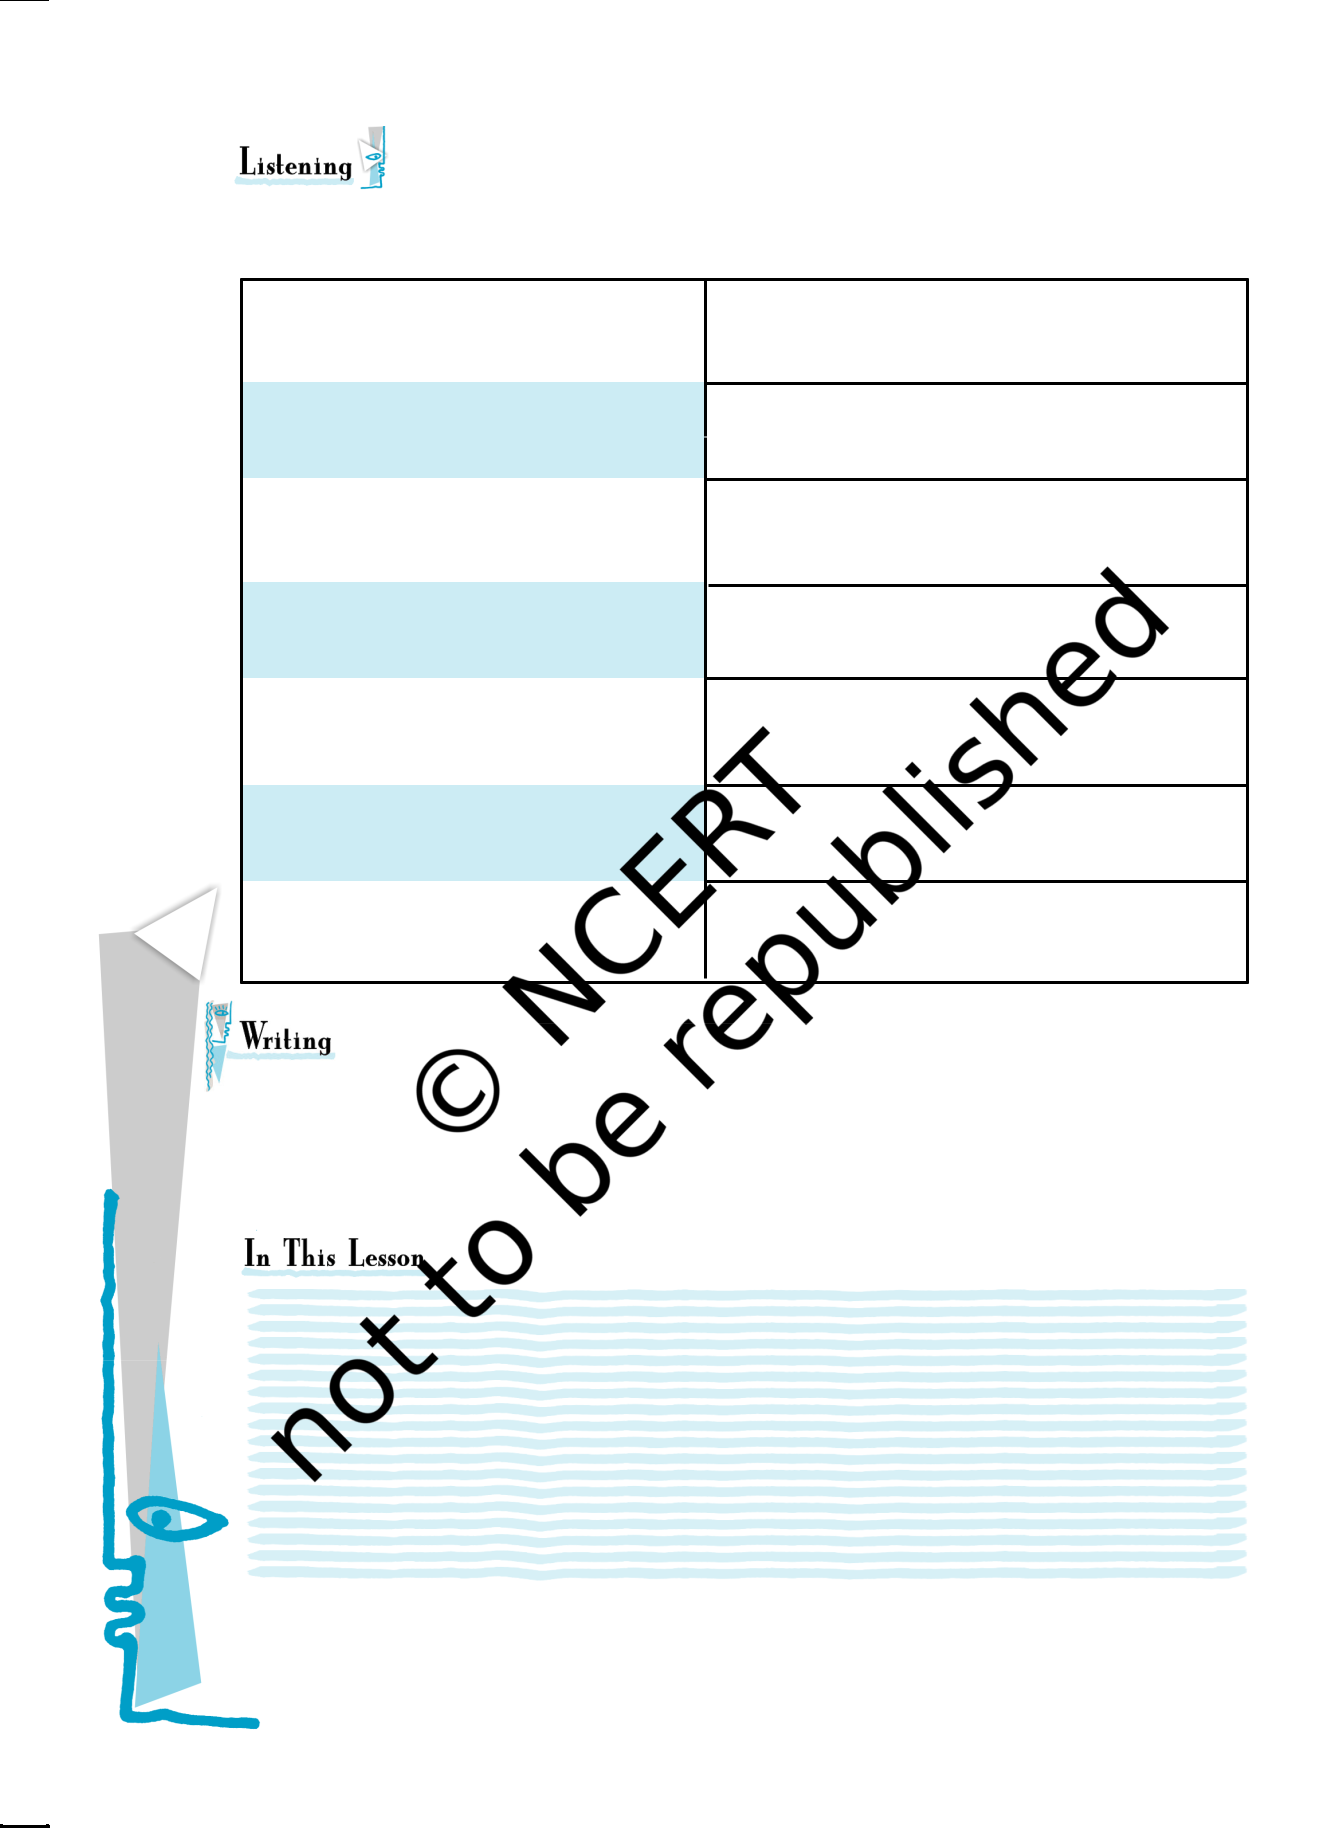 Listening
Writing
In This Lesson
© NCERT
not to be republished